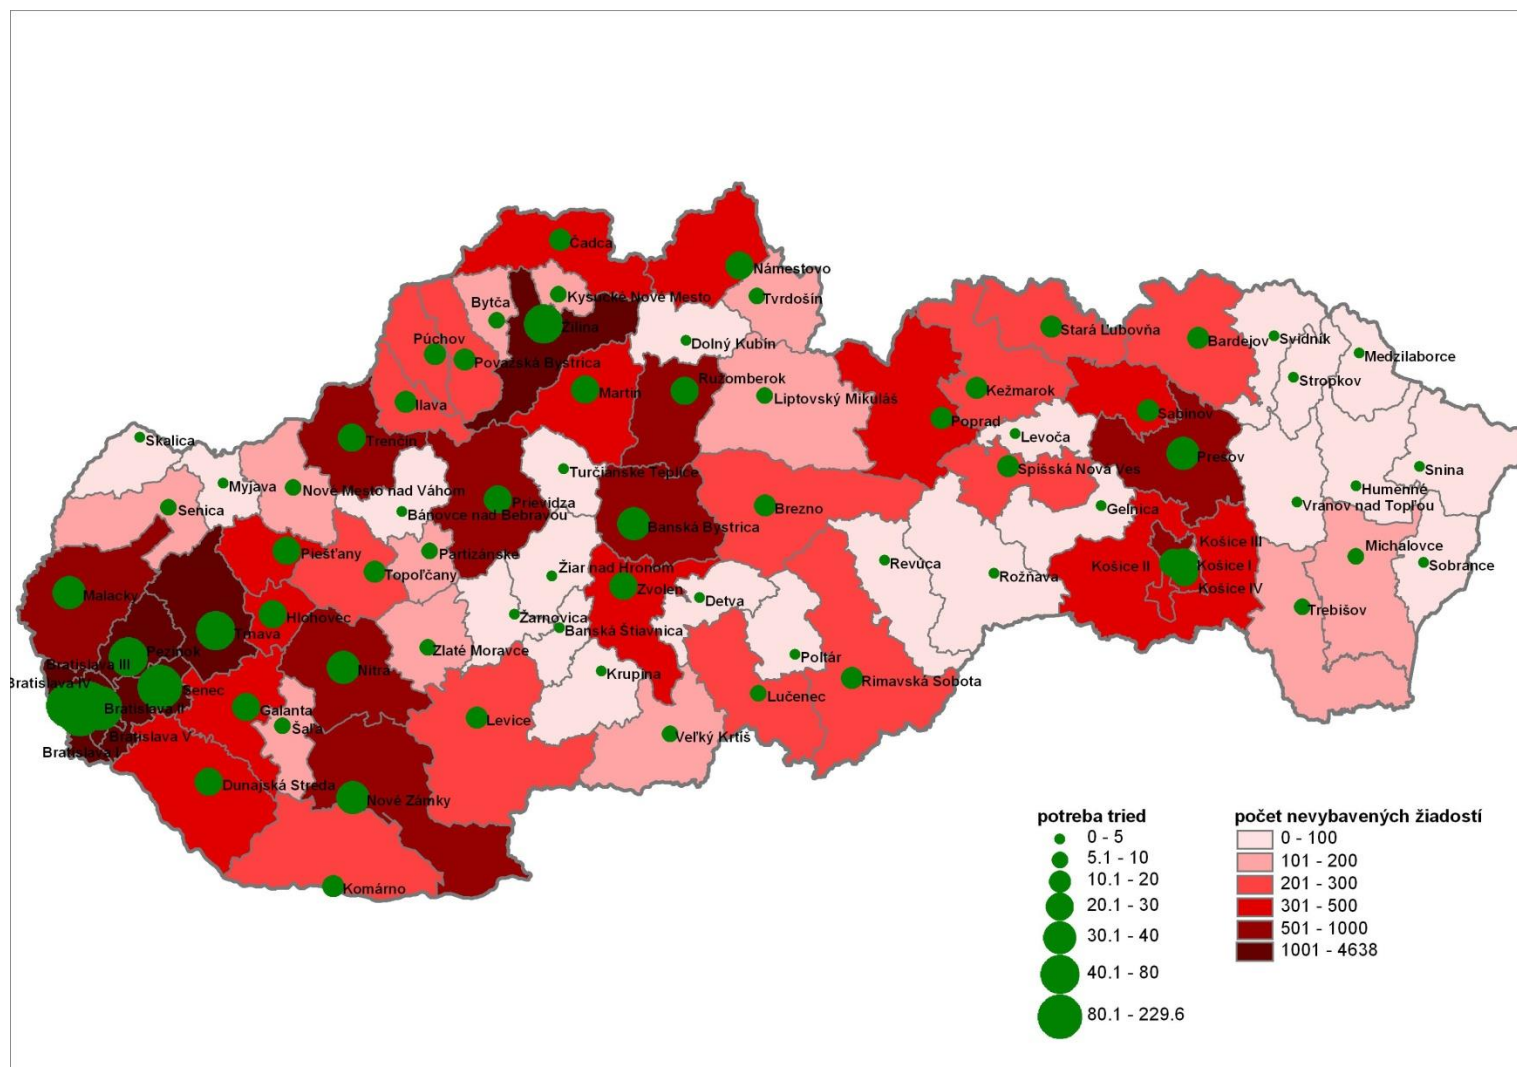 Čadca
Námestovo
Kysucké Nové Mesto
Tvrdošín
Bytča
Žilina
Stará Ľubovňa
Svidník
Bardejov
Dolný Kubín
Púchov
Medzilaborce
Považská Bystrica
Stropkov
Ružomberok
Kežmarok
Martin
Liptovský Mikuláš
Ilava
Sabinov
Poprad
Levoča
Skalica
Trenčín
Prešov
Spišská Nová Ves
Turčianske Teplice
Snina
Myjava
Nové Mesto nad Váhom
Humenné
Prievidza
Vranov nad Topľou
Senica
Brezno
Gelnica
Bánovce nad Bebravou
Banská Bystrica
Košice III
Piešťany
Partizánske
Michalovce
Revúca
Košice II
Košice I
Sobrance
Žiar nad Hronom
Topoľčany
Rožňava
Zvolen
Košice IV
Malacky
Detva
Trebišov
Hlohovec
Žarnovica
Banská Štiavnica
Trnava
Zlaté Moravce
Pezinok
Poltár
Bratislava III
Nitra
Krupina
Rimavská Sobota
Bratislava IV
Senec
Lučenec
Bratislava II
Galanta
Levice
Šaľa
Bratislava V
Veľký Krtíš
Bratislava I
Dunajská Streda
Nové Zámky
Komárno
potreba tried
0 - 5
5.1 - 10
10.1 - 20
20.1 - 30
30.1 - 40
40.1 - 80
80.1 - 229.6
počet nevybavených žiadostí
0 - 100
101 - 200
201 - 300
301 - 500
501 - 1000
1001 - 4638